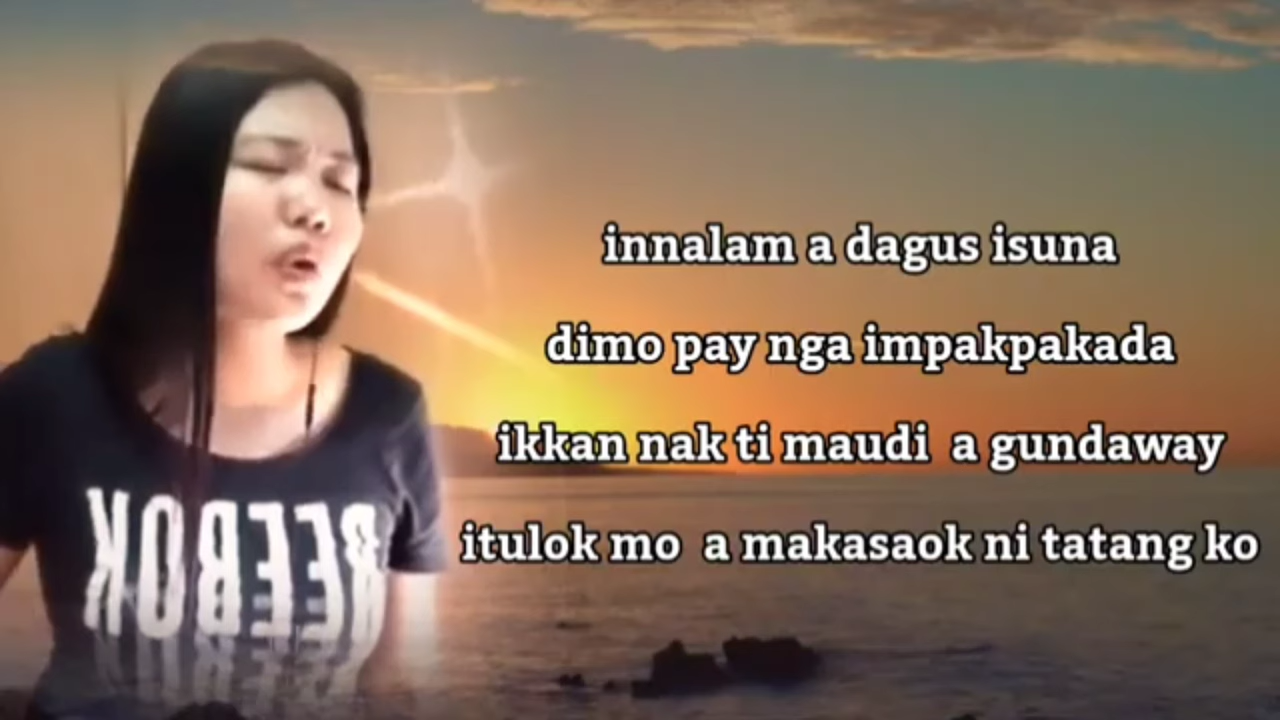 innalam a dagus isuna
dimo pay nga impakpakada
ikkan nak ti maudi a gundaway
itulok mo a makasaok ni tatang ko
REEBOK